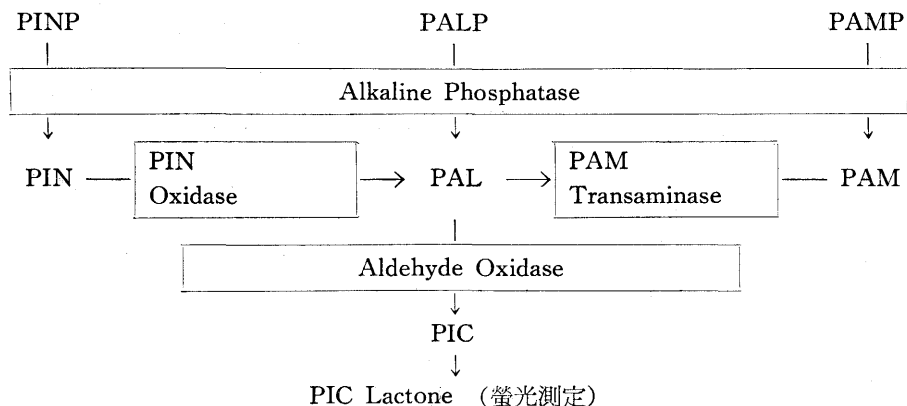 PINP PALP PAMP
Alkaline Phosphatase
PIN PIN Oxidase PAL PAM Transaminase PAM
Aldehyde Oxidase
PIC
PIC Lactone (螢光測定)